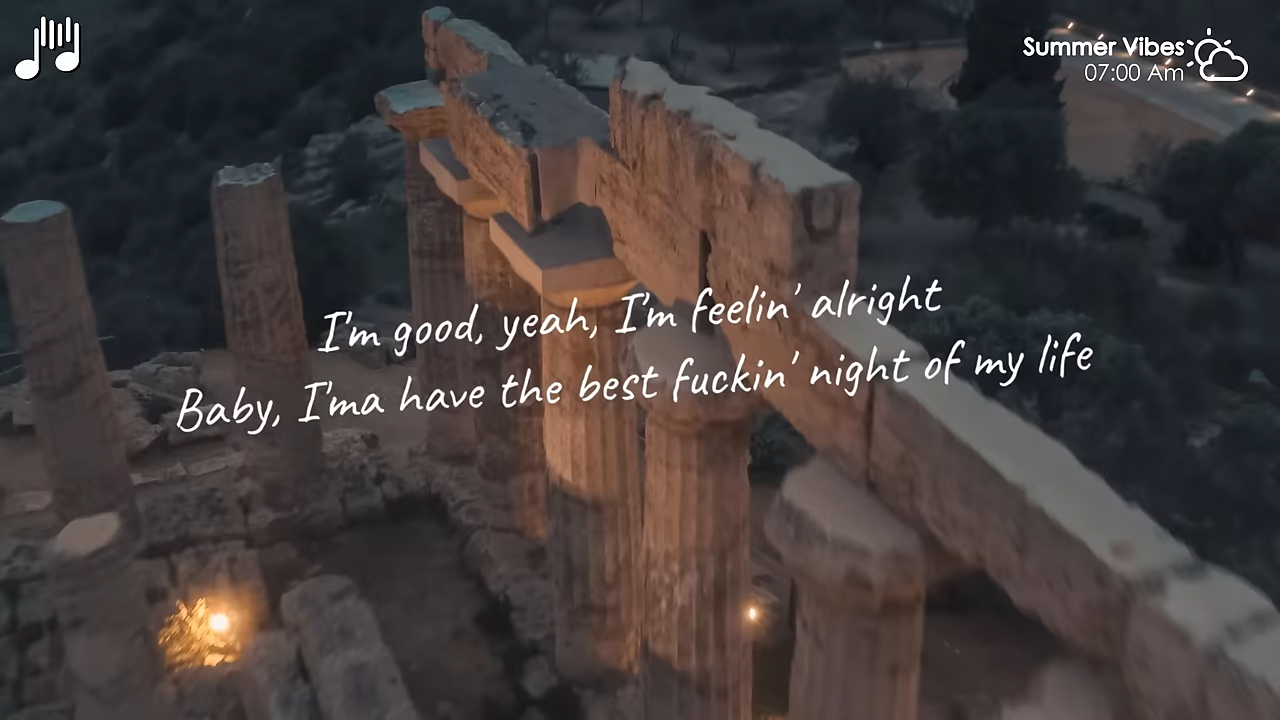 Summer Vibes
07:00 Am
I'm good, yeah, I'm feelin' alright
Baby, I'ma have the best fuckin' night of my life